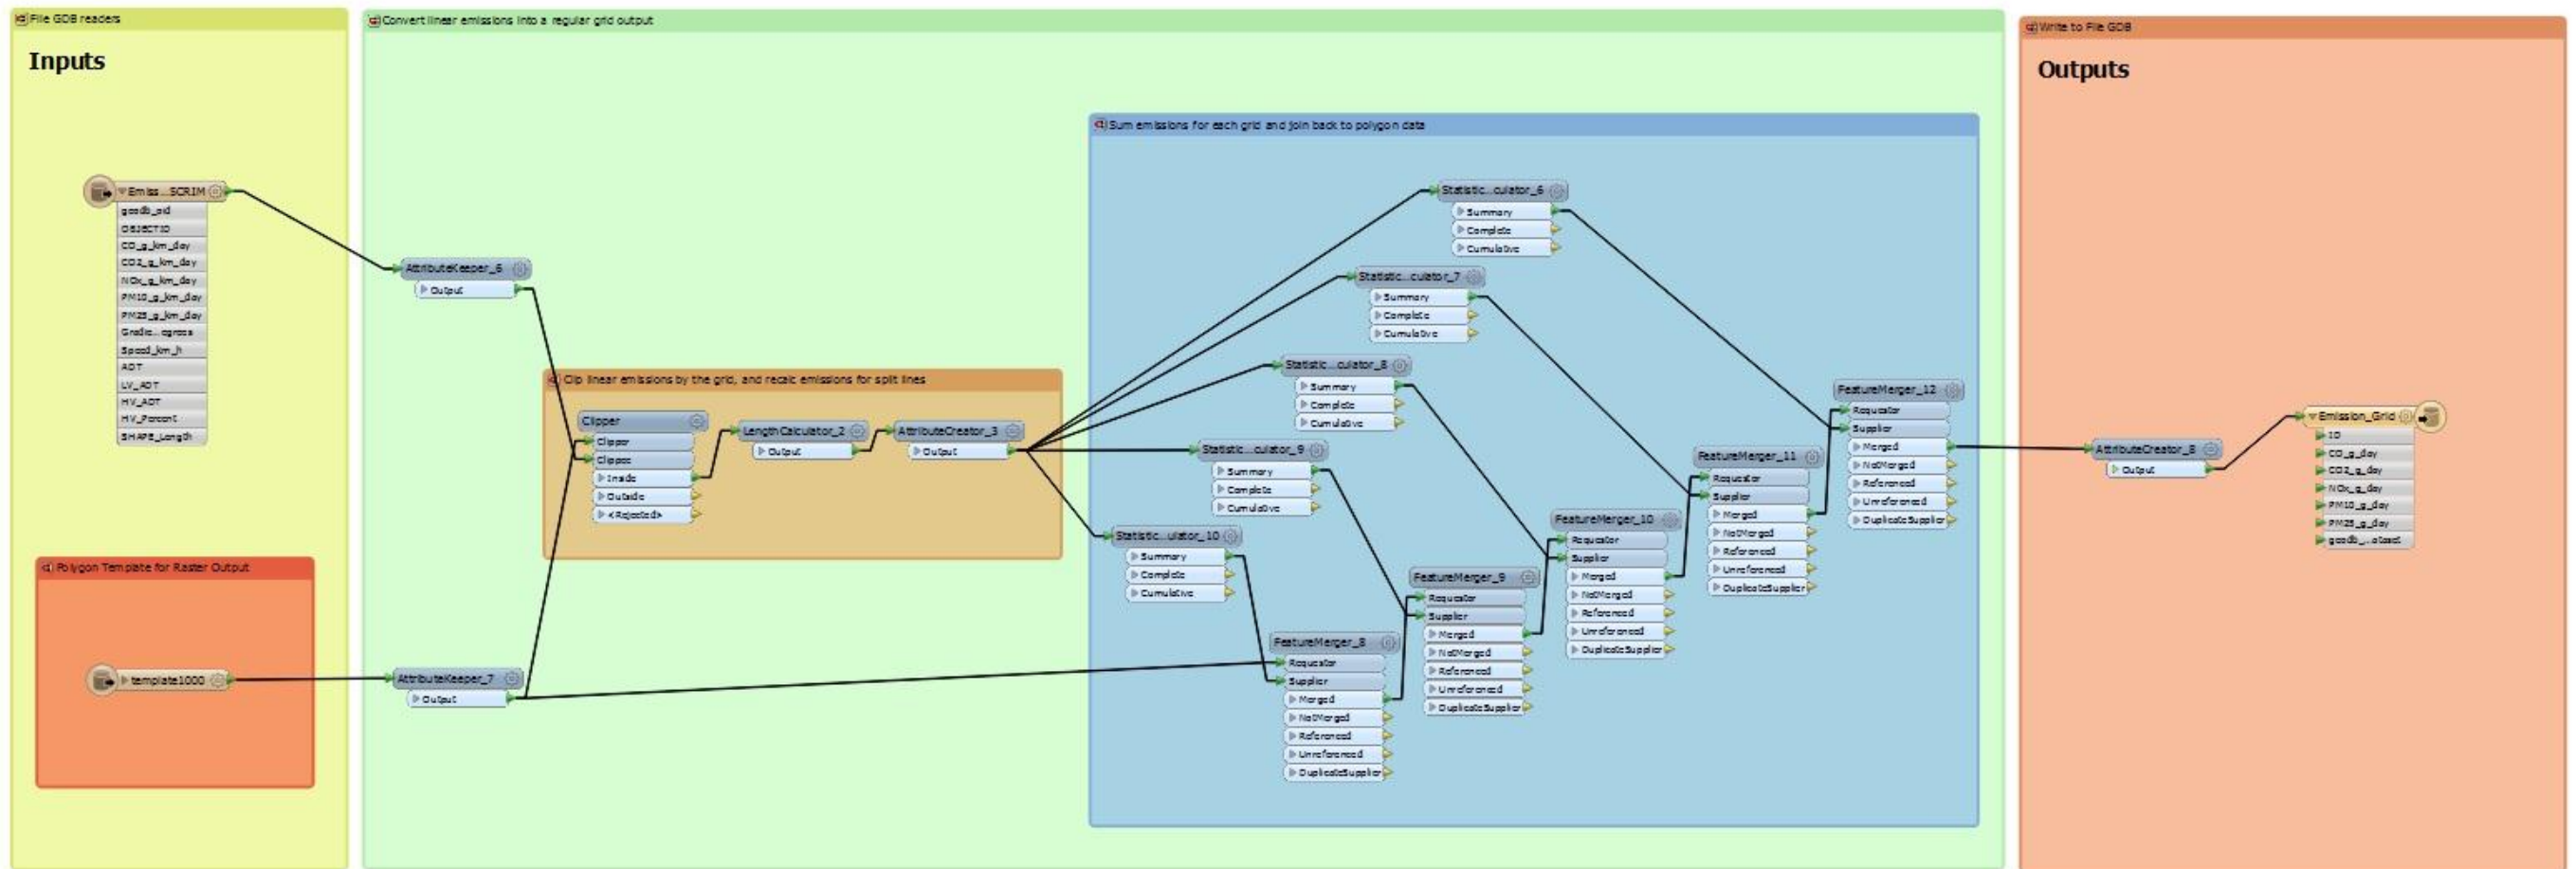 File GDB readers
Inputs
Emiss...SCRIM
geodb_oid
OBJECTID
CO_g_km_day
CO2_g_km_day
NOx_g_km_day
PM10_g_km_day
PM25_g_km_day
Gradie...egrees
Speed_km_h
ADT
LV_ADT
HV_ADT
HV_Percent
SHAPE_Length
Polygon Template for Raster Output
template1000
Convert linear emissions into a regular grid output
AttributeKeeper_6
Output
AttributeKeeper_7
Output
Clip linear emissions by the grid, and recalc emissions for split lines
Clipper
Clipper
Clippee
Inside
Outside
<Rejected>
LengthCalculator_2
Output
AttributeCreator_3
Output
Sum emissions for each grid and join back to polygon data
Statistic...culator_6
Summary
Complete
Cumulative
Statistic...culator_7
Summary
Complete
Cumulative
Statistic...culator_8
Summary
Complete
Cumulative
Statistic...culator_9
Summary
Complete
Cumulative
Statistic...ulator_10
Summary
Complete
Cumulative
FeatureMerger_8
Requestor
Supplier
Merged
NotMerged
Referenced
Unreferenced
DuplicateSupplier
FeatureMerger_9
Requestor
Supplier
Merged
NotMerged
Referenced
Unreferenced
DuplicateSupplier
FeatureMerger_10
Requestor
Supplier
Merged
NotMerged
Referenced
Unreferenced
DuplicateSupplier
FeatureMerger_11
Requestor
Supplier
Merged
NotMerged
Referenced
Unreferenced
DuplicateSupplier
FeatureMerger_12
Requestor
Supplier
Merged
NotMerged
Referenced
Unreferenced
DuplicateSupplier
Write to File GDB
Outputs
AttributeCreator_8
Output
Emission_Grid
ID
CO_g_day
CO2_g_day
NOx_g_day
PM10_g_day
PM25_g_day
geodb_...ataset